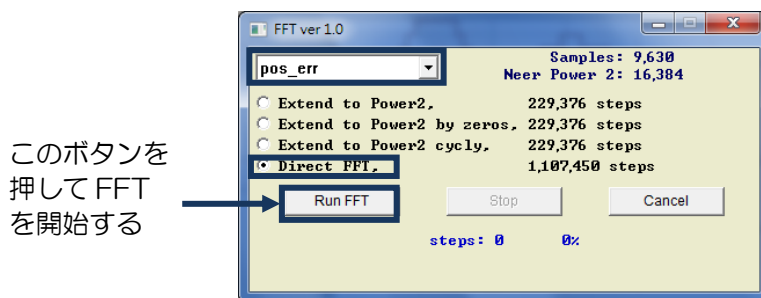 FFT ver 1.0
pos_err
Samples: 9,630
Neer Power 2: 16,384
Extend to Power2, 229,376 steps
Extend to Power2 by zeros, 229,376 steps
Extend to Power2 cycly, 229,376 steps
Direct FFT, 1,107,450 steps
このボタンを
押して FFT
を開始する
Run FFT Stop Cancel
steps: 0 0%